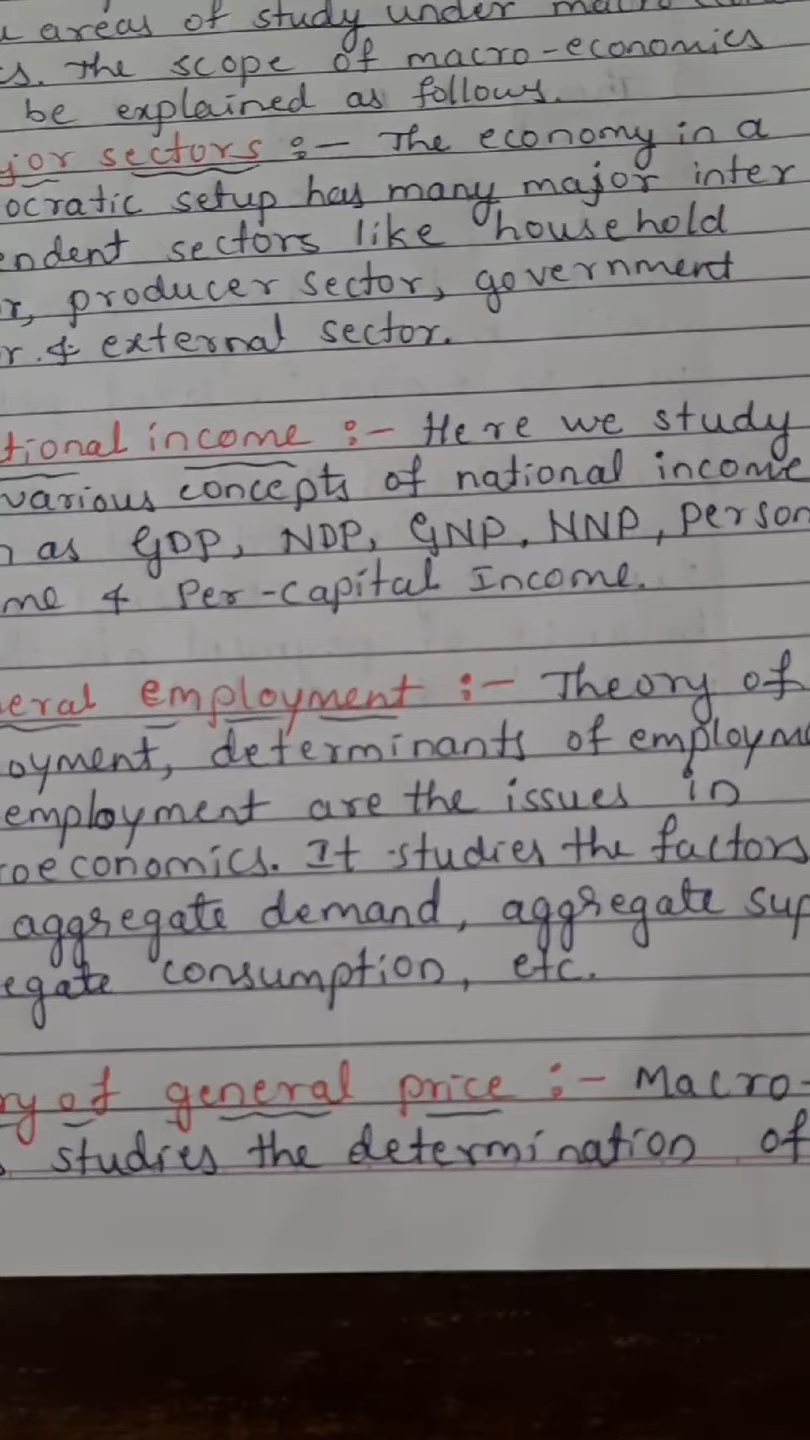 areas of study under
s. The scope of macro-economics
be explained as follows.
jor sectors :- The economy in a
ocratic setup has many major inter
endent sectors like household
r, producer sector, government
r. & external sector.
tional income :- Here we study
various concepts of national income
as GDP, NDP, GNP, NNP, person
me & Per-capital Income.
eral employment :- Theory of
oyment, determinants of employm
employment are the issues in
roeconomics. It studies the factors
aggregate demand, aggregate sup
egate consumption, etc.
ry of general price :- Macro-
studies the determination of